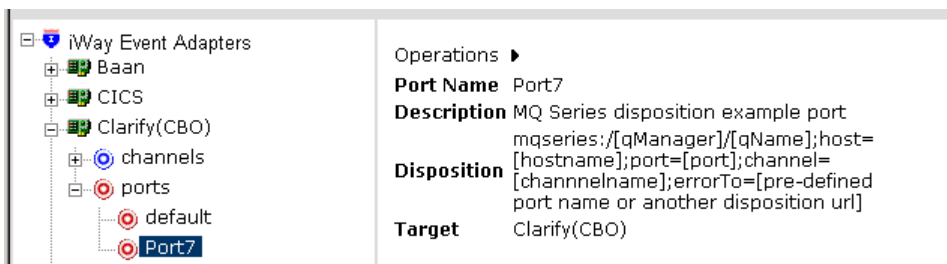 iWay Event Adapters
Baan
CICS
Clarify(CBO)
channels
ports
default
Port7
Operations
Port Name Port7
Description MQ Series disposition example port
Disposition mqseries:/[qManager]/[qName];host=
[hostname];port=[port];channel=
[channnelname];errorTo=[pre-defined
port name or another disposition url]
Target Clarify(CBO)